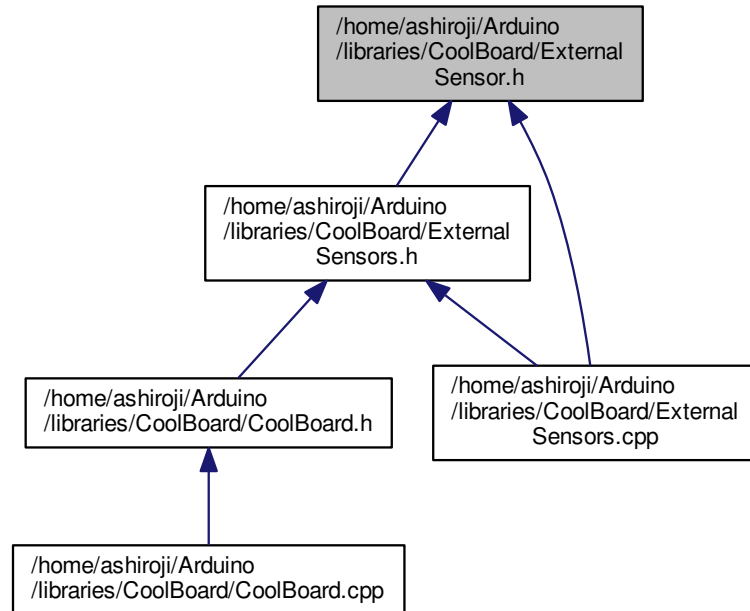 /home/ashiroji/Arduino
/libraries/CoolBoard/External
Sensor.h
/home/ashiroji/Arduino
/libraries/CoolBoard/External
Sensors.h
/home/ashiroji/Arduino
/libraries/CoolBoard/CoolBoard.h
/home/ashiroji/Arduino
/libraries/CoolBoard/External
Sensors.cpp
/home/ashiroji/Arduino
/libraries/CoolBoard/CoolBoard.cpp